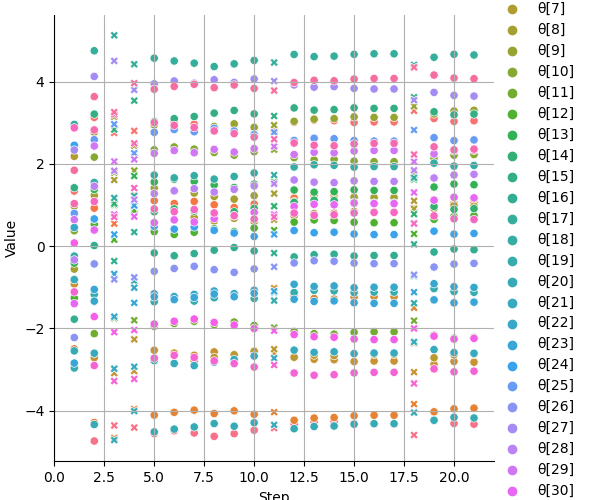 4
2
0
−2
−4
Value
0.0 2.5 5.0 7.5 10.0 12.5 15.0 17.5 20.0
Step
θ[7]
θ[8]
θ[9]
θ[10]
θ[11]
θ[12]
θ[13]
θ[14]
θ[15]
θ[16]
θ[17]
θ[18]
θ[19]
θ[20]
θ[21]
θ[22]
θ[23]
θ[24]
θ[25]
θ[26]
θ[27]
θ[28]
θ[29]
θ[30]